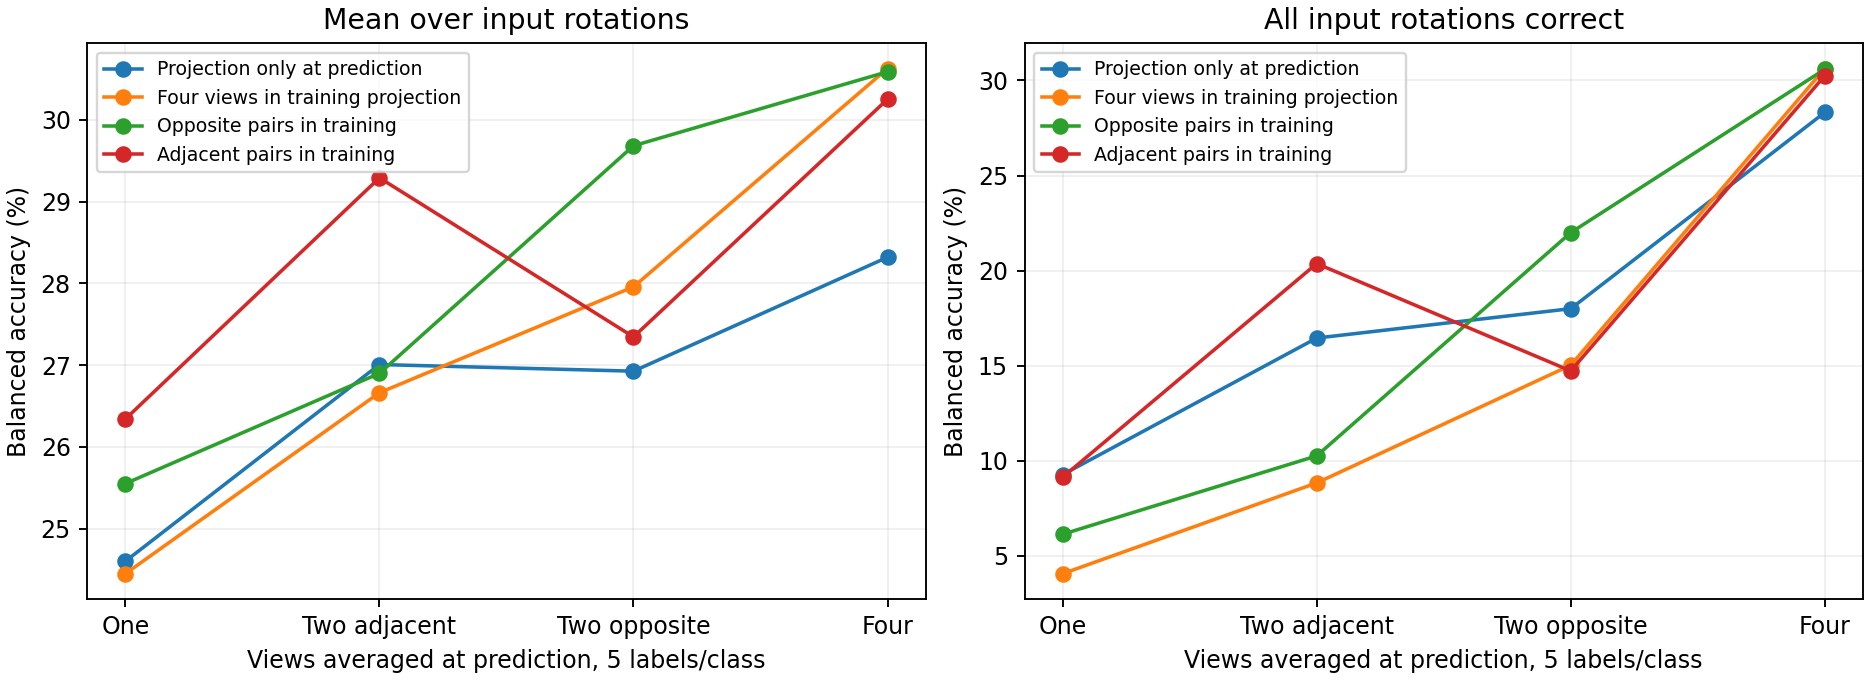 Mean over input rotations
Projection only at prediction
Four views in training projection
Opposite pairs in training
Adjacent pairs in training
Balanced accuracy (%)
30
29
28
27
26
25
One
Two adjacent
Two opposite
Four
Views averaged at prediction, 5 labels/class
All input rotations correct
Projection only at prediction
Four views in training projection
Opposite pairs in training
Adjacent pairs in training
Balanced accuracy (%)
30
25
20
15
10
5
One
Two adjacent
Two opposite
Four
Views averaged at prediction, 5 labels/class